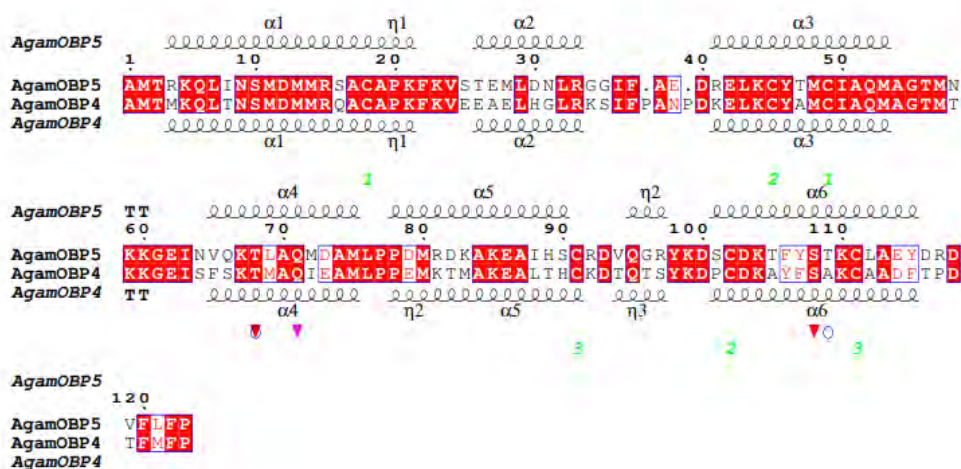 α1 η1 α2 α3
AgamOBP5
1 10 20 30 40 50
AgamOBP5 AMTRKQLINSMDMMRSACAPKFKVSTEMLDNLRGGIF.AE.DRELKCYTMCIAQMAGTMN
AgamOBP4 AMTMKQLTNSMDMMRQACAPKFKVEEAELHGLRKSIFPANPDKELKCYAMCIAQMAGTMT
AgamOBP4
α1 η1 α2 α3
1 2 1
α4 α5 η2 α6
AgamOBP5 TT
60 70 80 90 100 110
AgamOBP5 KKGEINVQKTLAQMDAMLPPDMRDKAKEAIHSCRDVQGRYKDSCDKTFYSTKCLAEYDRD
AgamOBP4 KKGEISFSKTMAQIEAMLPPEMKTMAKEALTHCKDTQTSYKDPCDKAYFSAKCAADFTPD
AgamOBP4 TT
α4 η2 α5 η3 α6
3 2 3
AgamOBP5
120
AgamOBP5 VFLFP
AgamOBP4 TFMFP
AgamOBP4